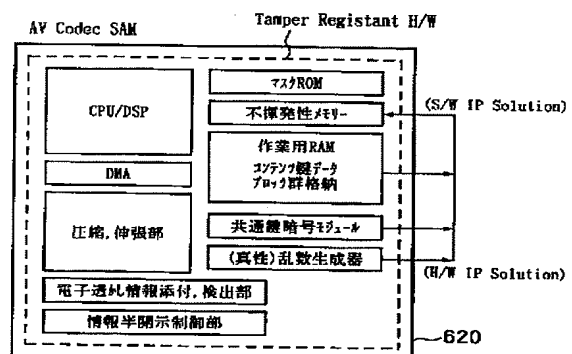 Tamper Registant H/W
AV Codec SAM
CPU/DSP
DMA
圧縮,伸張部
電子透札情報添付,検出部
情報半開示制御部
マスクROM
不揮発性メモリー
作業用RAM
コンテンツ鍵データ
ブロック群格納
共通鍵暗号モジュール
(真性)乱数生成器
(S/W IP Solution)
(H/W IP Solution)
620